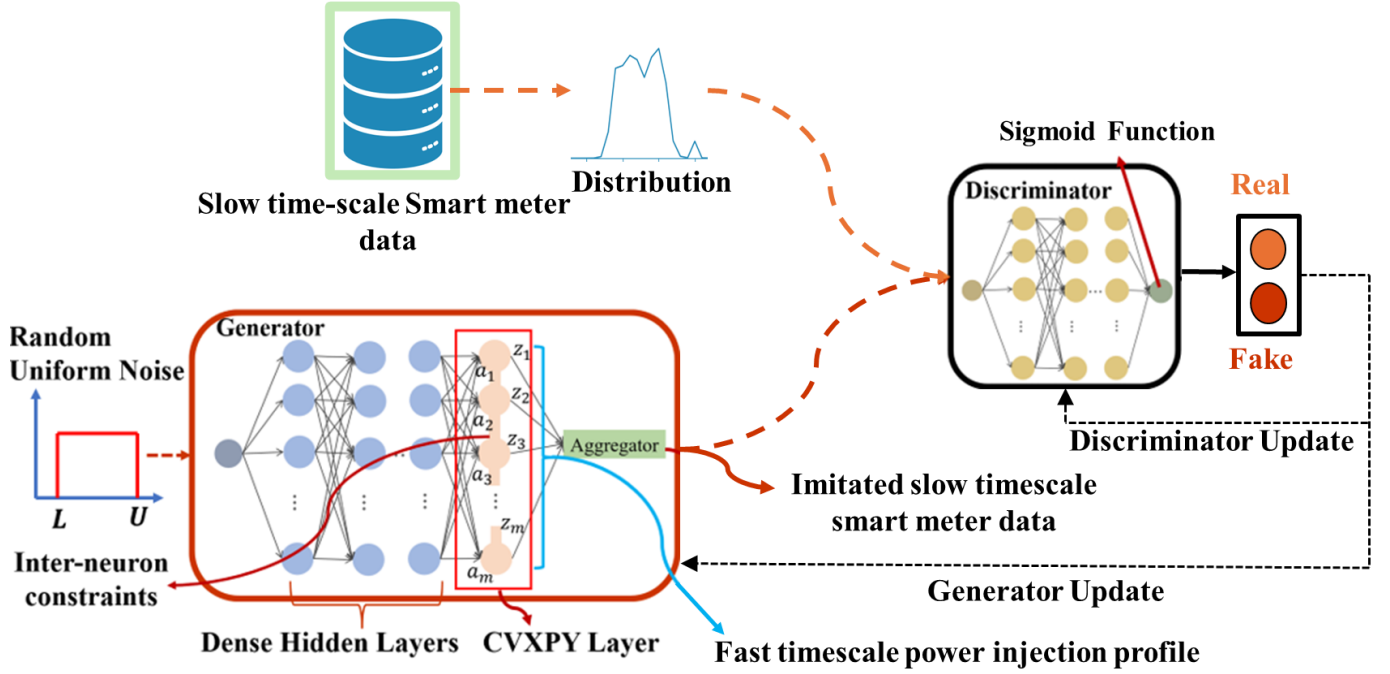 Sigmoid Function
Slow time-scale Smart meter
data
Distribution
Discriminator
Real
Fake
Discriminator Update
Random
Uniform Noise
L
U
Generator
a1
a2
a3
am
z1
z2
z3
zm
Aggregator
Imitated slow timescale
smart meter data
Inter-neuron
constraints
Generator Update
Dense Hidden Layers
CVXPY Layer
Fast timescale power injection profile